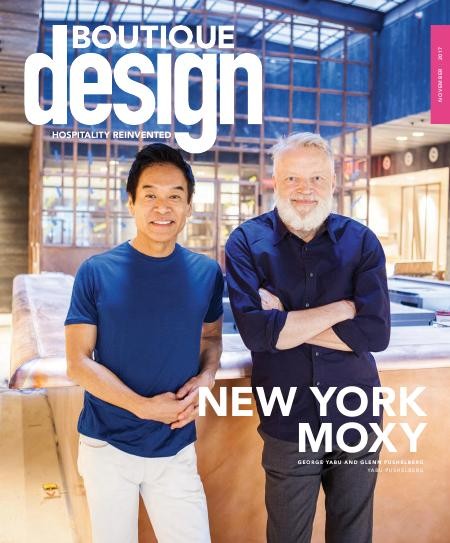 BOUTIQUE
design
HOSPITALITY REINVENTED
NOVEMBER 2017
NEW YORK
MOXY
GEORGE YABU AND GLENN PUSHELBERG
YABU PUSHELBERG